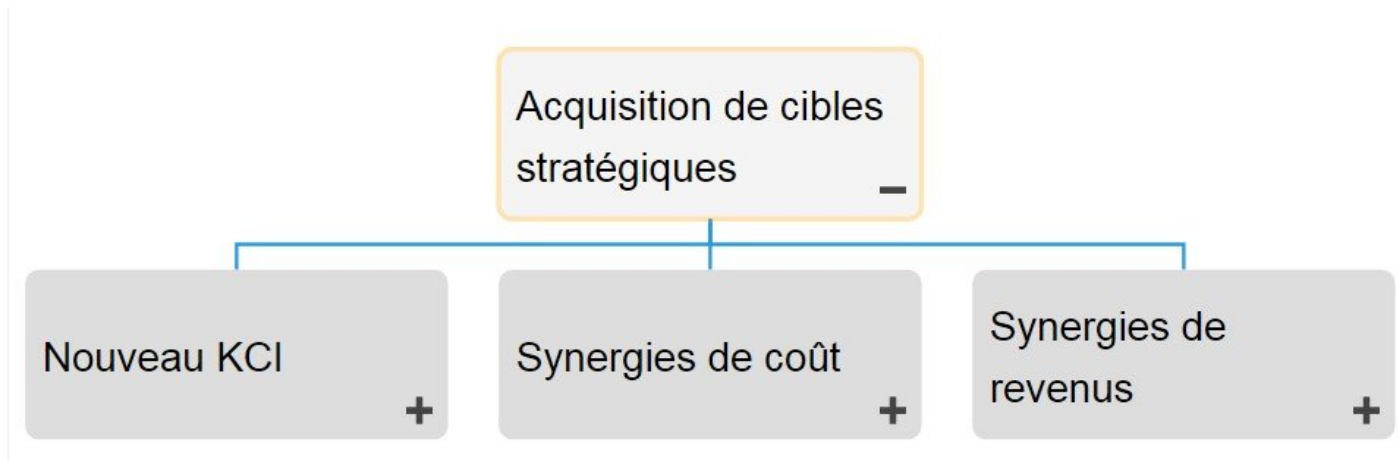 Acquisition de cibles
stratégiques
Nouveau KCI
Synergies de coût
Synergies de
revenus